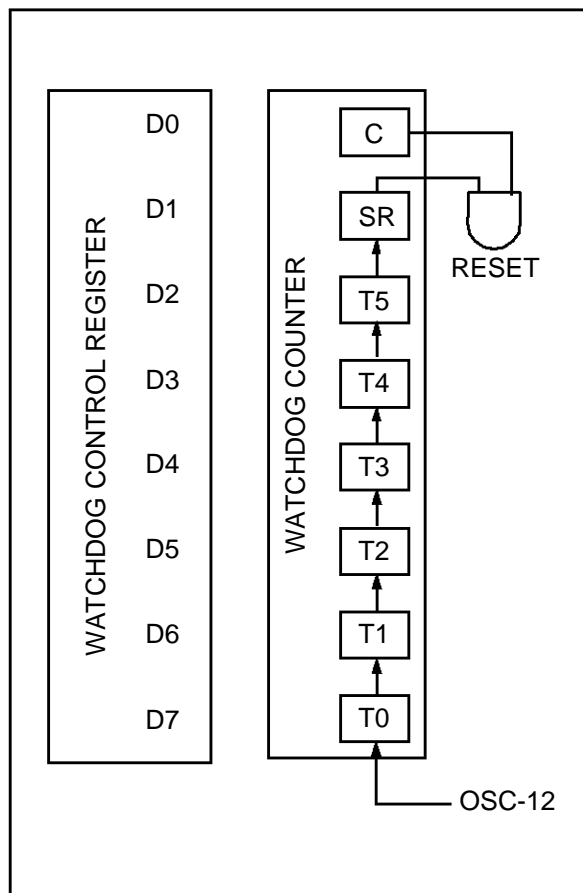 WATCHDOG CONTROL REGISTER
D0
D1
D2
D3
D4
D5
D6
D7
WATCHDOG COUNTER
C
SR
T5
T4
T3
T2
T1
T0
RESET
OSC-12